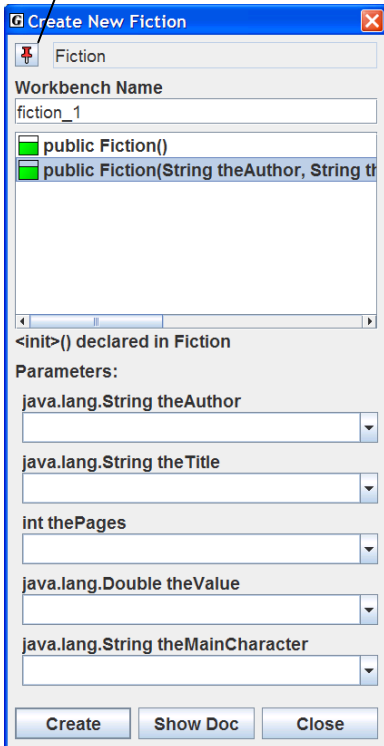 G Create New Fiction
Fiction
Workbench Name
fiction_1
public Fiction()
public Fiction(String theAuthor, String th
<init>() declared in Fiction
Parameters:
java.lang.String theAuthor
java.lang.String theTitle
int thePages
java.lang.Double theValue
java.lang.String theMainCharacter
Create Show Doc Close